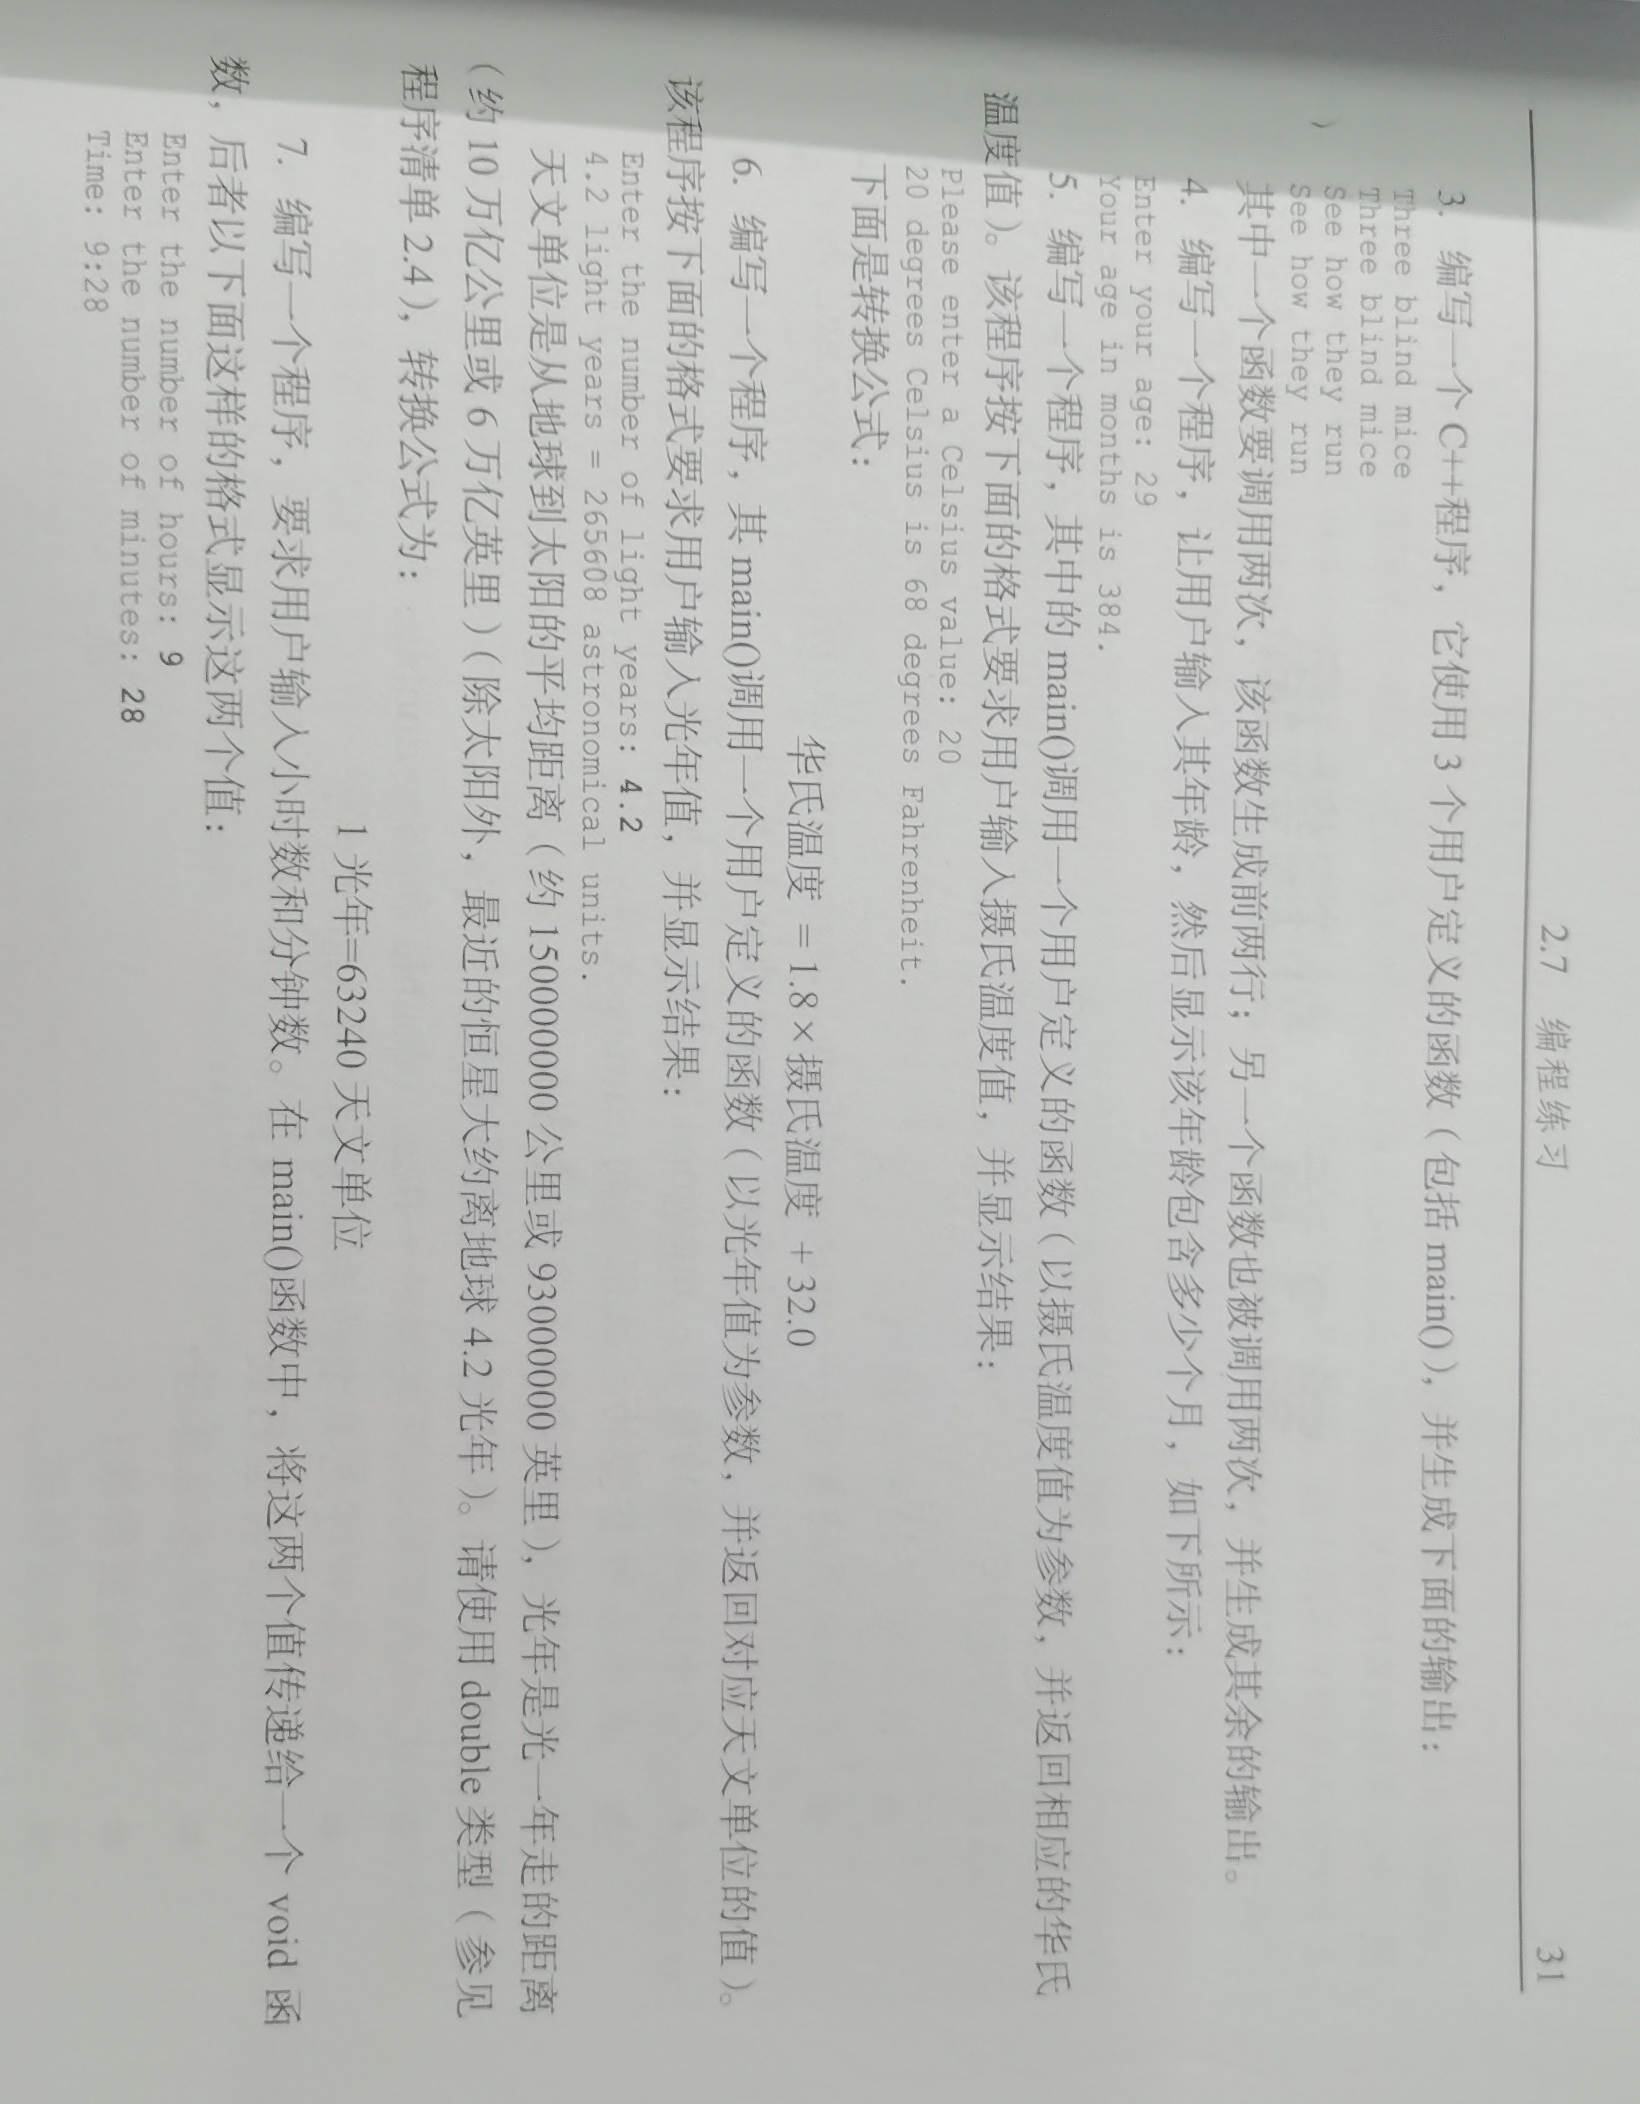 2.7 编程练习 31
3. 编写一个 C++程序，它使用 3 个用户定义的函数（包括 main()），并生成下面的输出：
Three blind mice
Three blind mice
See how they run
See how they run
其中一个函数要调用两次，该函数生成前两行；另一个函数也被调用两次，并生成其余的输出。
4. 编写一个程序，让用户输入其年龄，然后显示该年龄包含多少个月，如下所示：
Enter your age: 29
Your age in months is 384.
5. 编写一个程序，其中的 main()调用一个用户定义的函数（以摄氏温度值为参数，并返回相应的华氏
温度值）。该程序按下面的格式要求用户输入摄氏温度值，并显示结果：
Please enter a Celsius value: 20
20 degrees Celsius is 68 degrees Fahrenheit.
下面是转换公式：
华氏温度 = 1.8 × 摄氏温度 + 32.0
6. 编写一个程序，其 main()调用一个用户定义的函数（以光年值为参数，并返回对应天文单位的值）。
该程序按下面的格式要求用户输入光年值，并显示结果：
Enter the number of light years: 4.2
4.2 light years = 265608 astronomical units.
天文单位是从地球到太阳的平均距离（约 150000000 公里或 93000000 英里），光年是光一年走的距离
（约 10 万亿公里或 6 万亿英里）（除太阳外，最近的恒星大约离地球 4.2 光年）。请使用 double 类型（参见
程序清单 2.4），转换公式为：
1 光年=63240 天文单位
7. 编写一个程序，要求用户输入小时数和分钟数。在 main()函数中，将这两个值传递给一个 void 函
数，后者以下面这样的格式显示这两个值：
Enter the number of hours: 9
Enter the number of minutes: 28
Time: 9:28